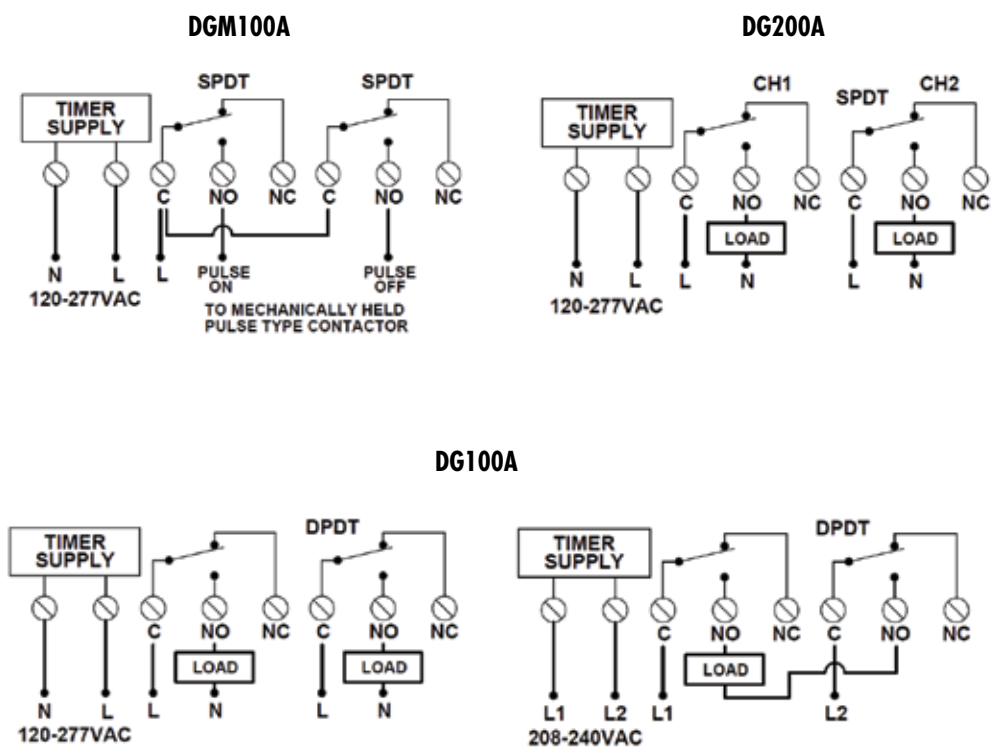 DGM100A
TIMER
SUPPLY
SPDT
SPDT
C
NO
NC
C
NO
NC
N
L
L
PULSE
ON
PULSE
OFF
120-277VAC
TO MECHANICALLY HELD
PULSE TYPE CONTACTOR
DG200A
TIMER
SUPPLY
CH1
SPDT
CH2
C
NO
NC
C
NO
NC
LOAD
LOAD
N
L
L
N
L
N
120-277VAC
DG100A
TIMER
SUPPLY
DPDT
C
NO
NC
C
NO
NC
LOAD
LOAD
N
L
L
N
L
N
120-277VAC
TIMER
SUPPLY
DPDT
C
NO
NC
C
NO
NC
LOAD
L1
L2
L1
L2
208-240VAC